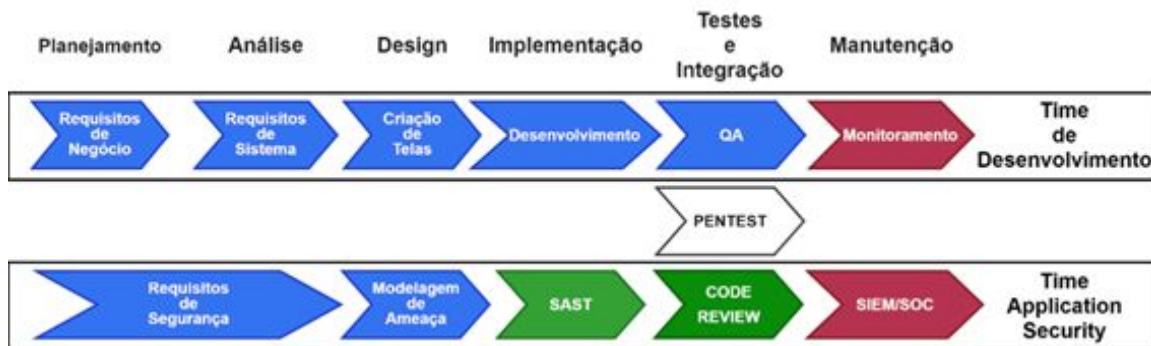 Planejamento
Análise
Design
Implementação
Testes
e
Integração
Manutenção
Requisitos
de
Negócio
Requisitos
de
Sistema
Criação
de
Telas
Desenvolvimento
QA
Monitoramento
Time
de
Desenvolvimento
PENTEST
Requisitos
de
Segurança
Modelagem
de
Ameaça
SAST
CODE
REVIEW
SIEM/SOC
Time
Application
Security